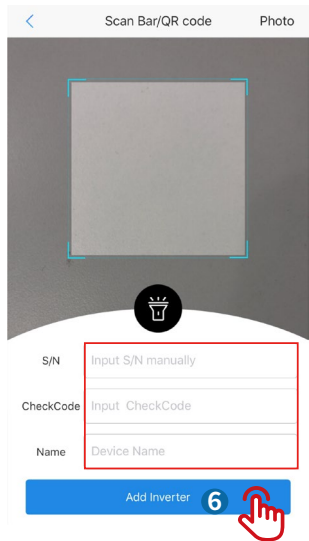 Scan Bar/QR code Photo
S/N Input S/N manually
CheckCode Input CheckCode
Name Device Name
Add Inverter 6